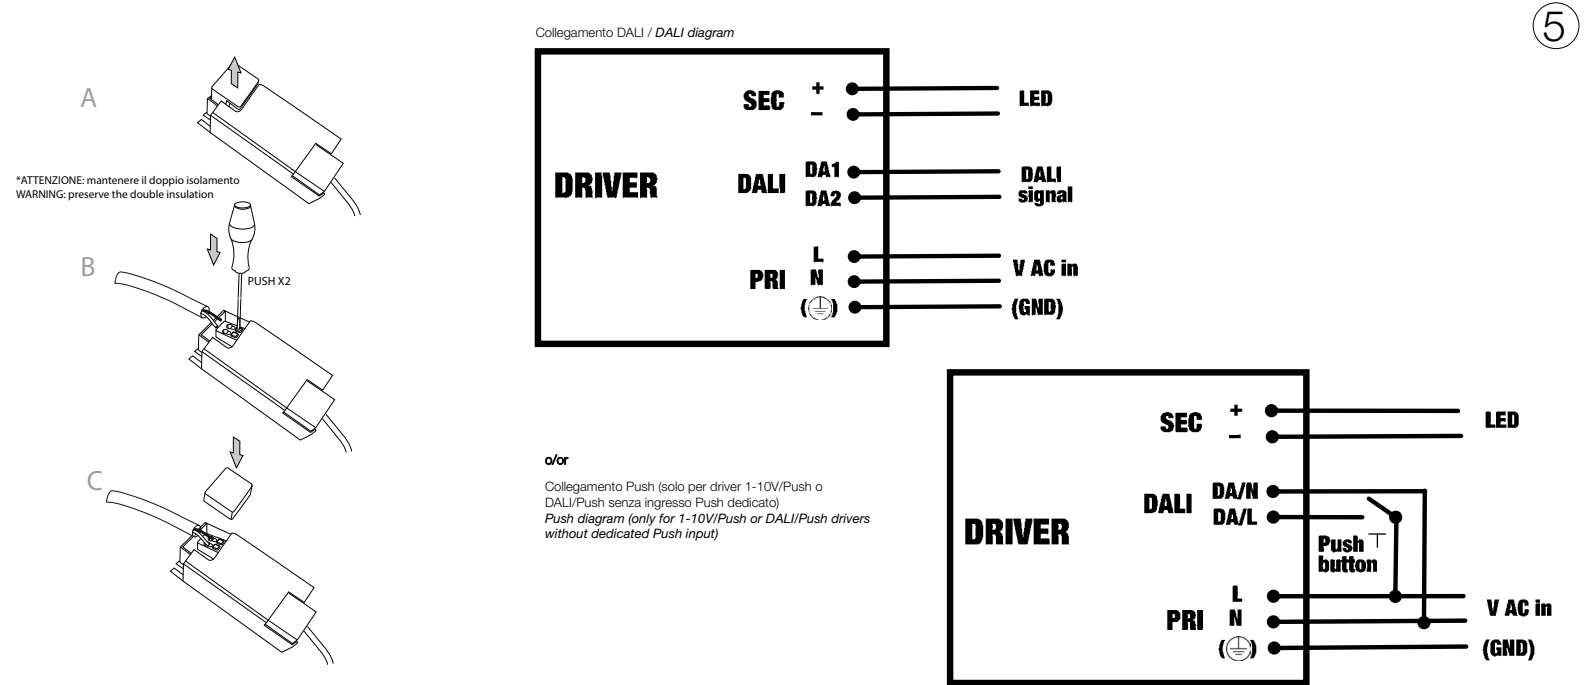 5
Collegamento DALI / DALI diagram
A
*ATTENZIONE: mantenere il doppio isolamento
WARNING: preserve the double insulation
B
PUSH X2
C
DRIVER
SEC + −
LED
DALI DA1 DA2
DALI
signal
PRI L N ( )
V AC in
(GND)
o/or
Collegamento Push (solo per driver 1-10V/Push o
DALI/Push senza ingresso Push dedicato)
Push diagram (only for 1-10V/Push or DALI/Push drivers
without dedicated Push input)
DRIVER
SEC + −
LED
DALI DA/N DA/L
Push
button
PRI L N ( )
V AC in
(GND)